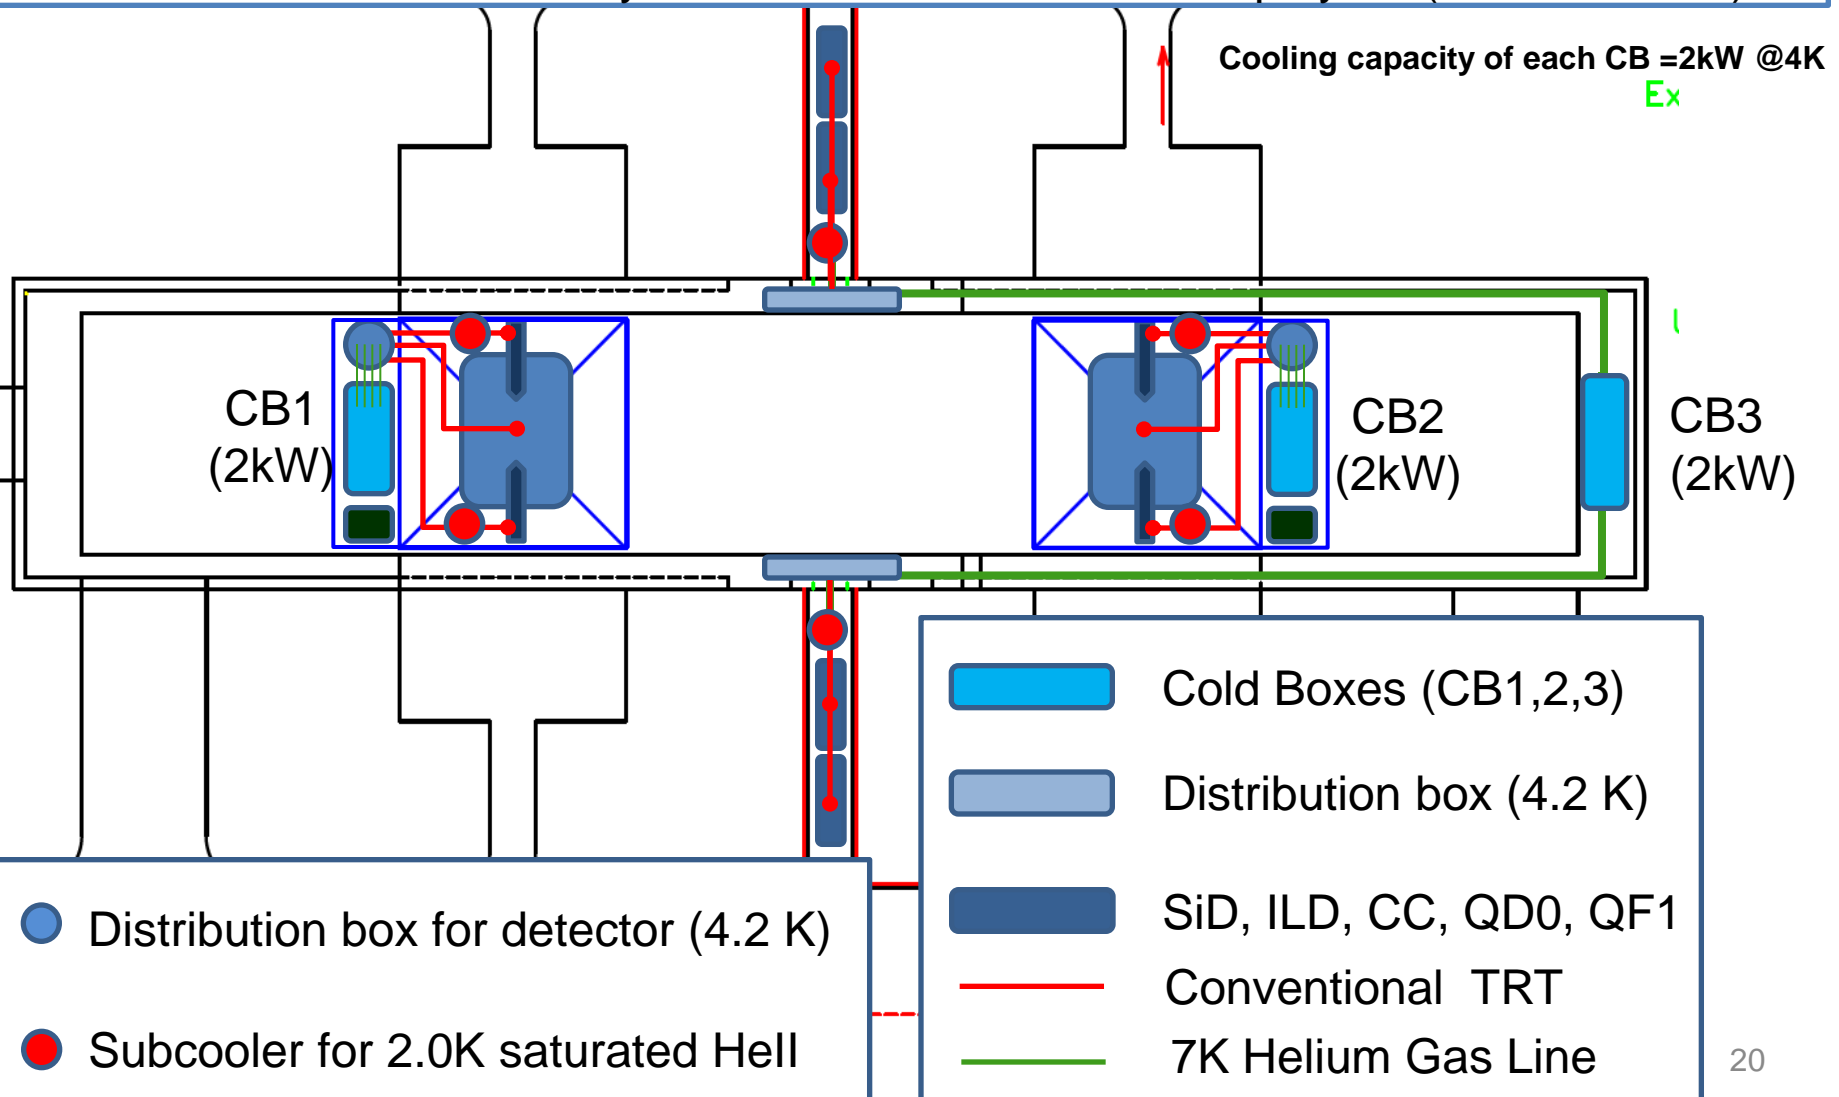 Cooling capacity of each CB =2kW @4K
Ex
CB1
(2kW)
CB2
(2kW)
CB3
(2kW)
Cold Boxes (CB1,2,3)
Distribution box (4.2 K)
SiD, ILD, CC, QD0, QF1
Conventional  TRT
7K Helium Gas Line
Distribution box for detector (4.2 K)
Subcooler for 2.0K saturated HeII
20